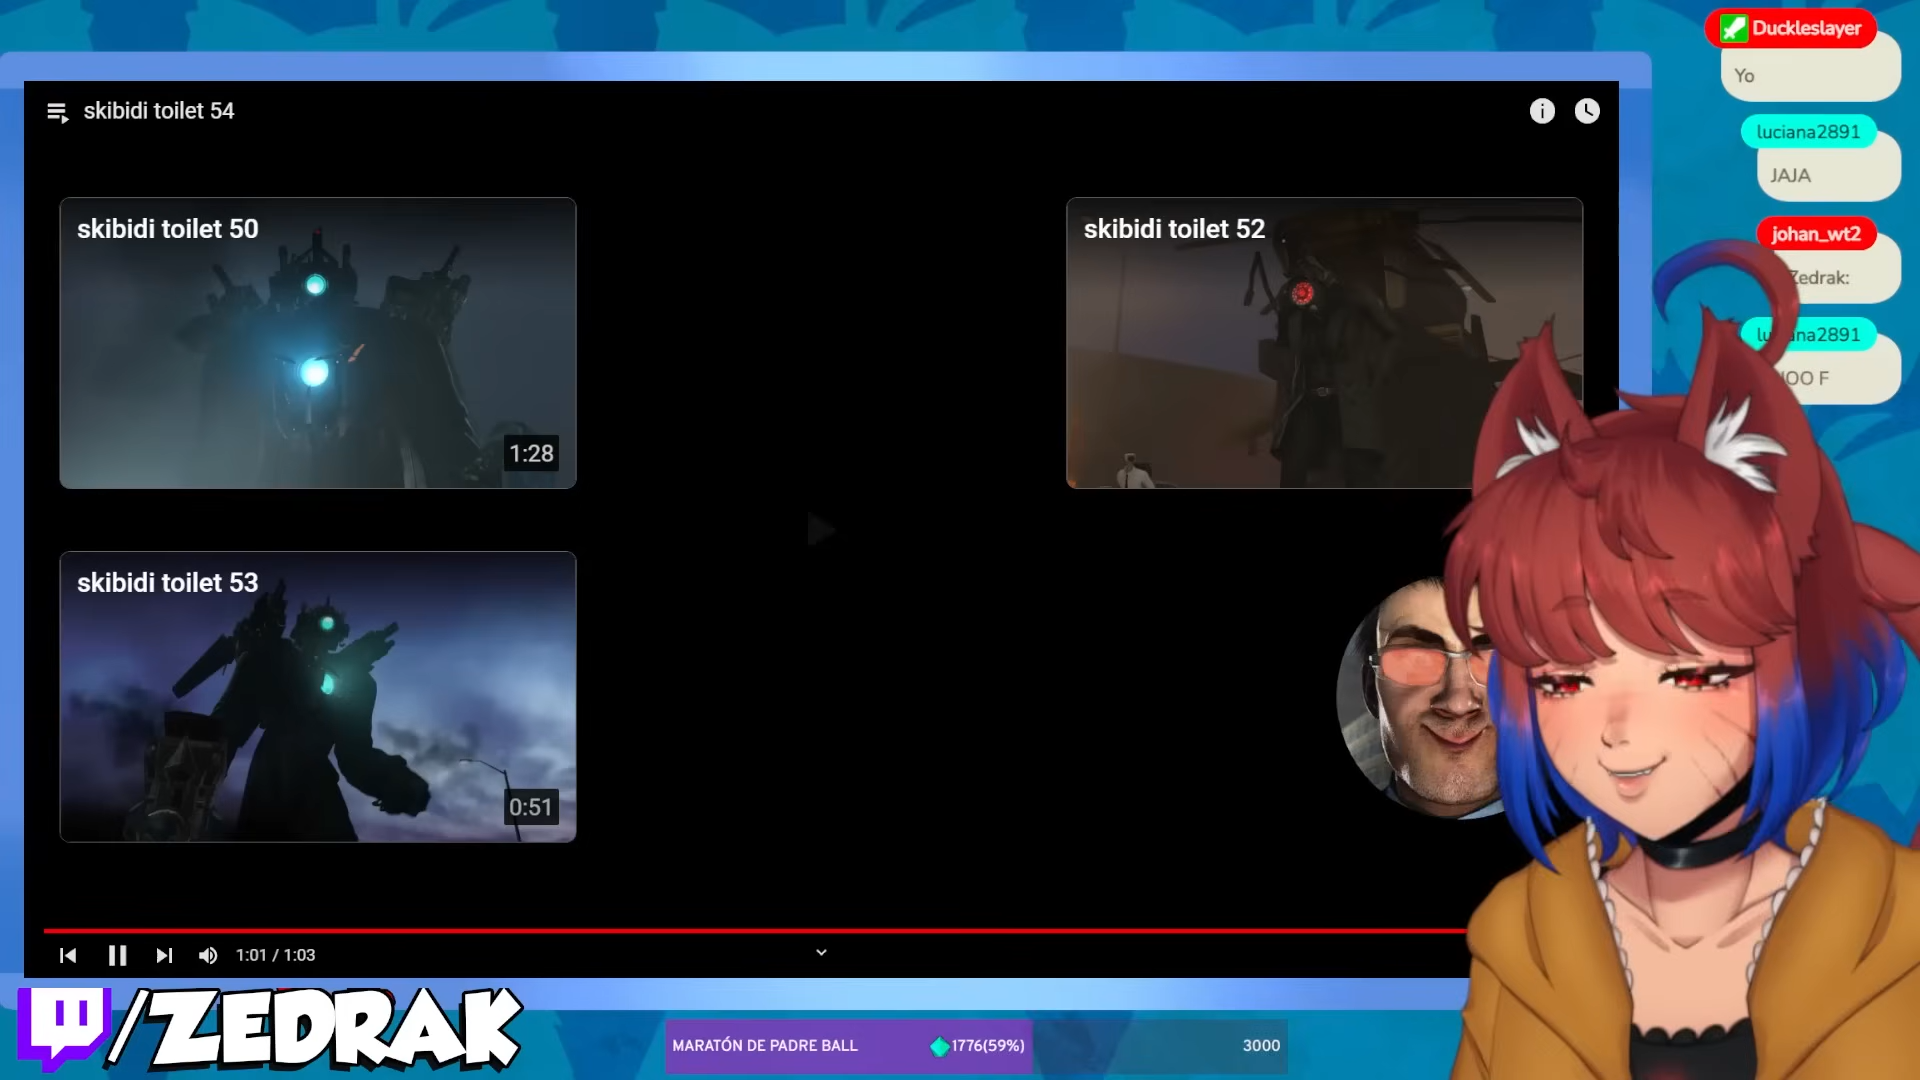 skibidi toilet 54
skibidi toilet 50
1:28
skibidi toilet 52
skibidi toilet 53
0:51
1:01 / 1:03
Duckleslayer
Yo
luciana2891
JAJA
johan_wt2
Zedrak:
F
/ZEDRAK
MARATÓN DE PADRE BALL
1776(59%)
3000